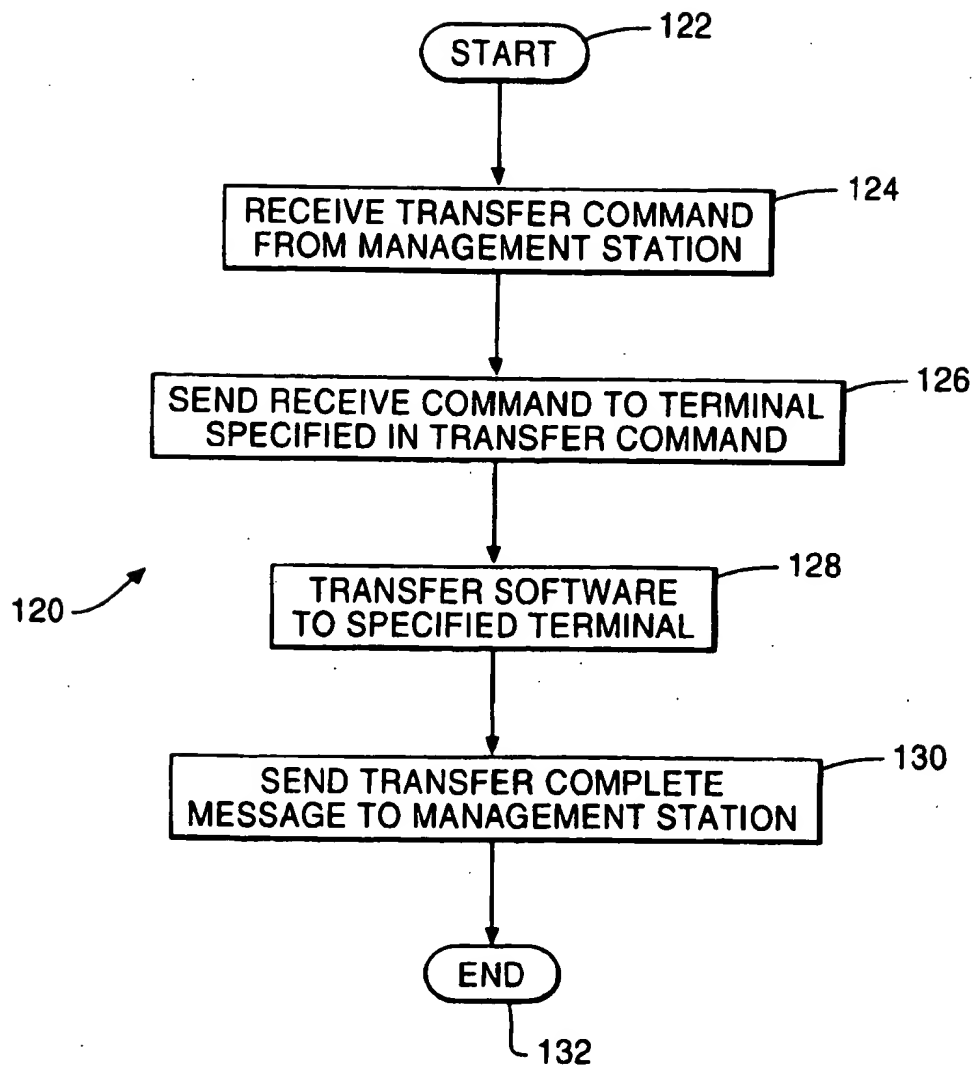 START
122
RECEIVE TRANSFER COMMAND
FROM MANAGEMENT STATION
124
SEND RECEIVE COMMAND TO TERMINAL
SPECIFIED IN TRANSFER COMMAND
126
TRANSFER SOFTWARE
TO SPECIFIED TERMINAL
128
120
SEND TRANSFER COMPLETE
MESSAGE TO MANAGEMENT STATION
130
END
132